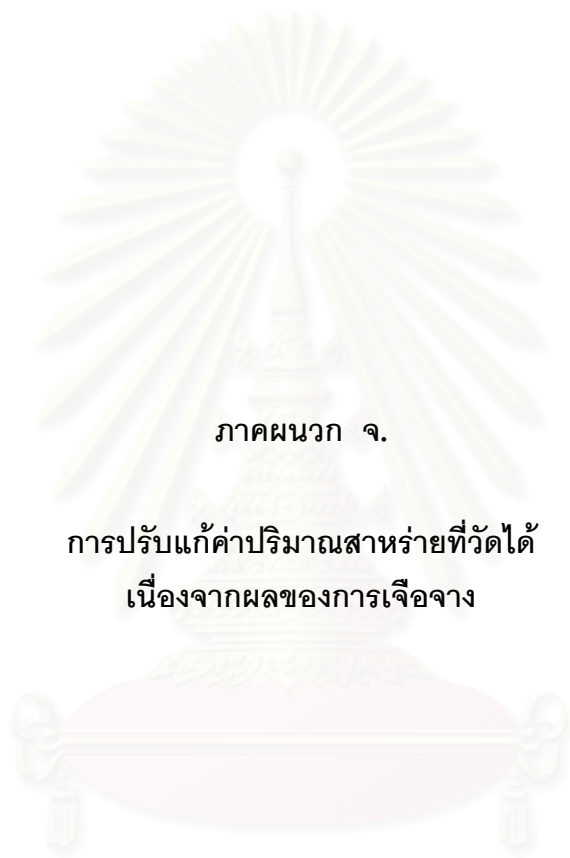 ภาคผนวก จ.
การปรับแก้ค่าปริมาณสาหร่ายที่วัดได้
เนื่องจากผลของการเจือจาง